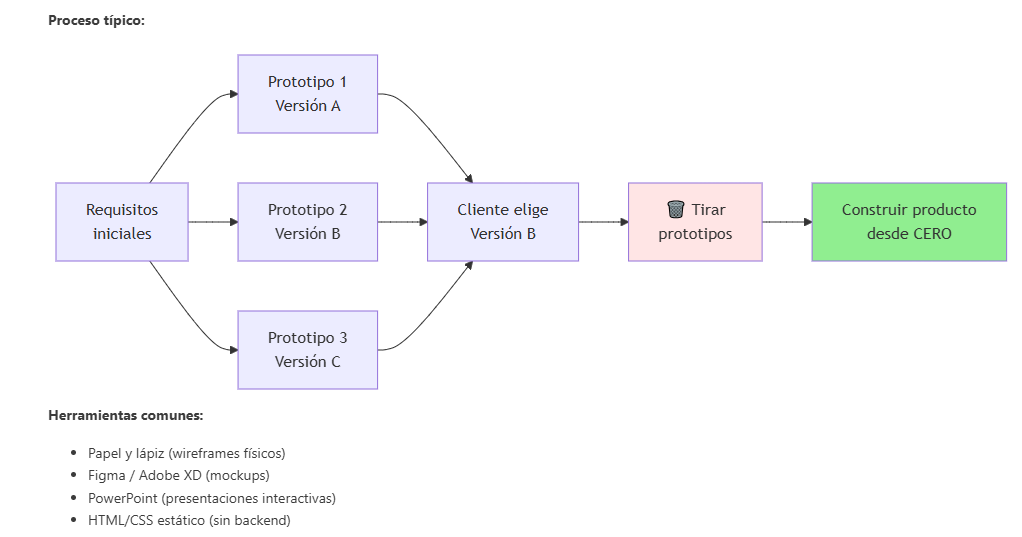 Proceso típico:
Prototipo 1
Versión A
Requisitos
iniciales
Prototipo 2
Versión B
Cliente elige
Versión B
🗑️ Tirar
prototipos
Construir producto
desde CERO
Prototipo 3
Versión C
Herramientas comunes:
• Papel y lápiz (wireframes físicos)
• Figma / Adobe XD (mockups)
• PowerPoint (presentaciones interactivas)
• HTML/CSS estático (sin backend)